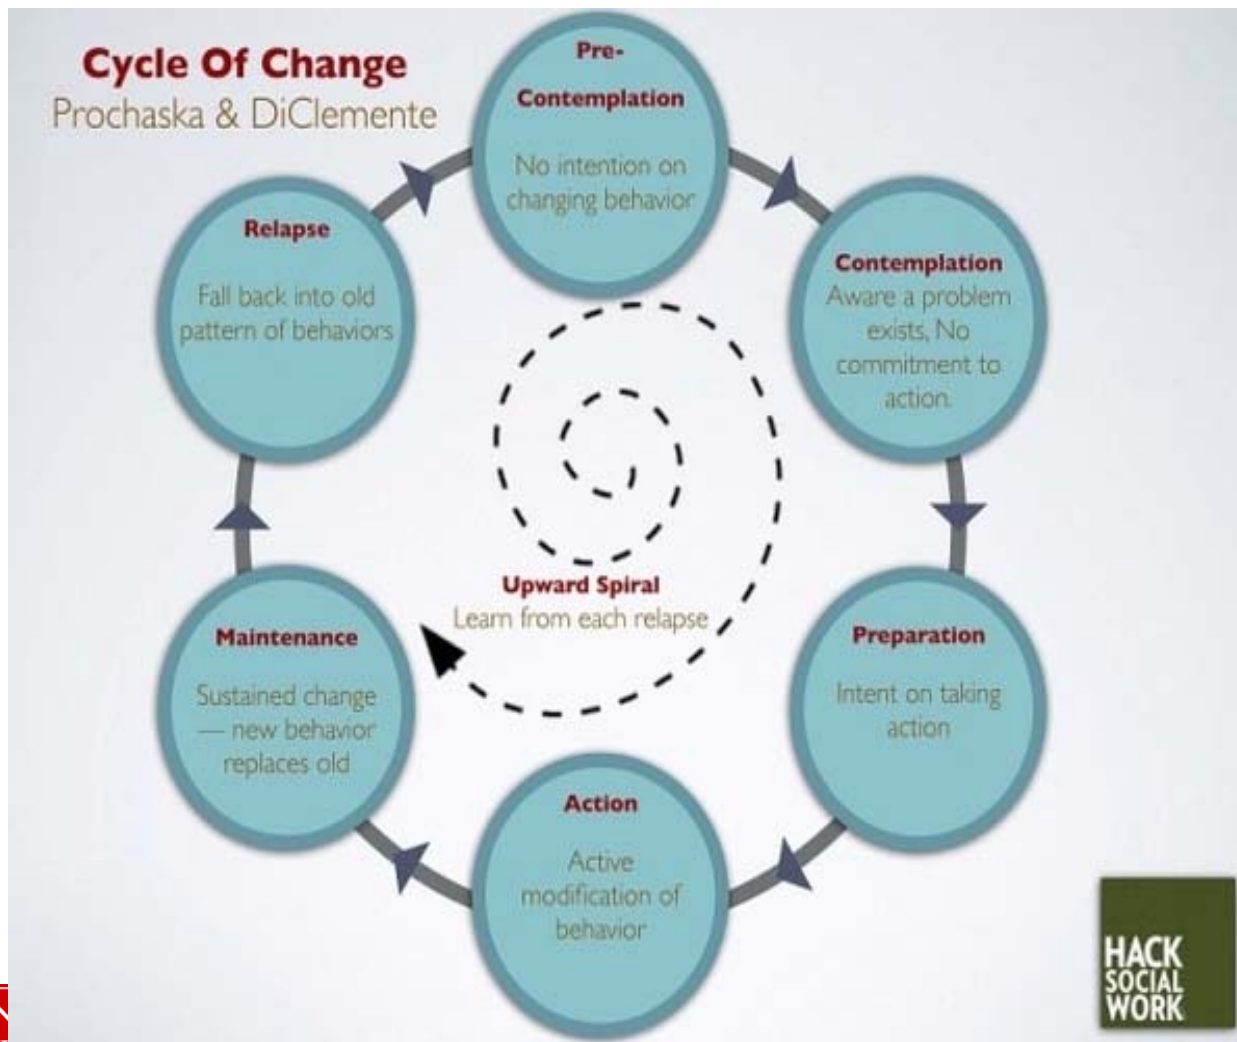 Cycle Of Change
Prochaska & DiClemente
Pre-
Contemplation
No intention on
changing behavior
Contemplation
Aware a problem
exists, No
commitment to
action.
Preparation
Intent on taking
action
Action
Active
modification of
behavior
Maintenance
Sustained change
— new behavior
replaces old
Relapse
Fall back into old
pattern of behaviors
Upward Spiral
Learn from each relapse
HACK
SOCIAL
WORK